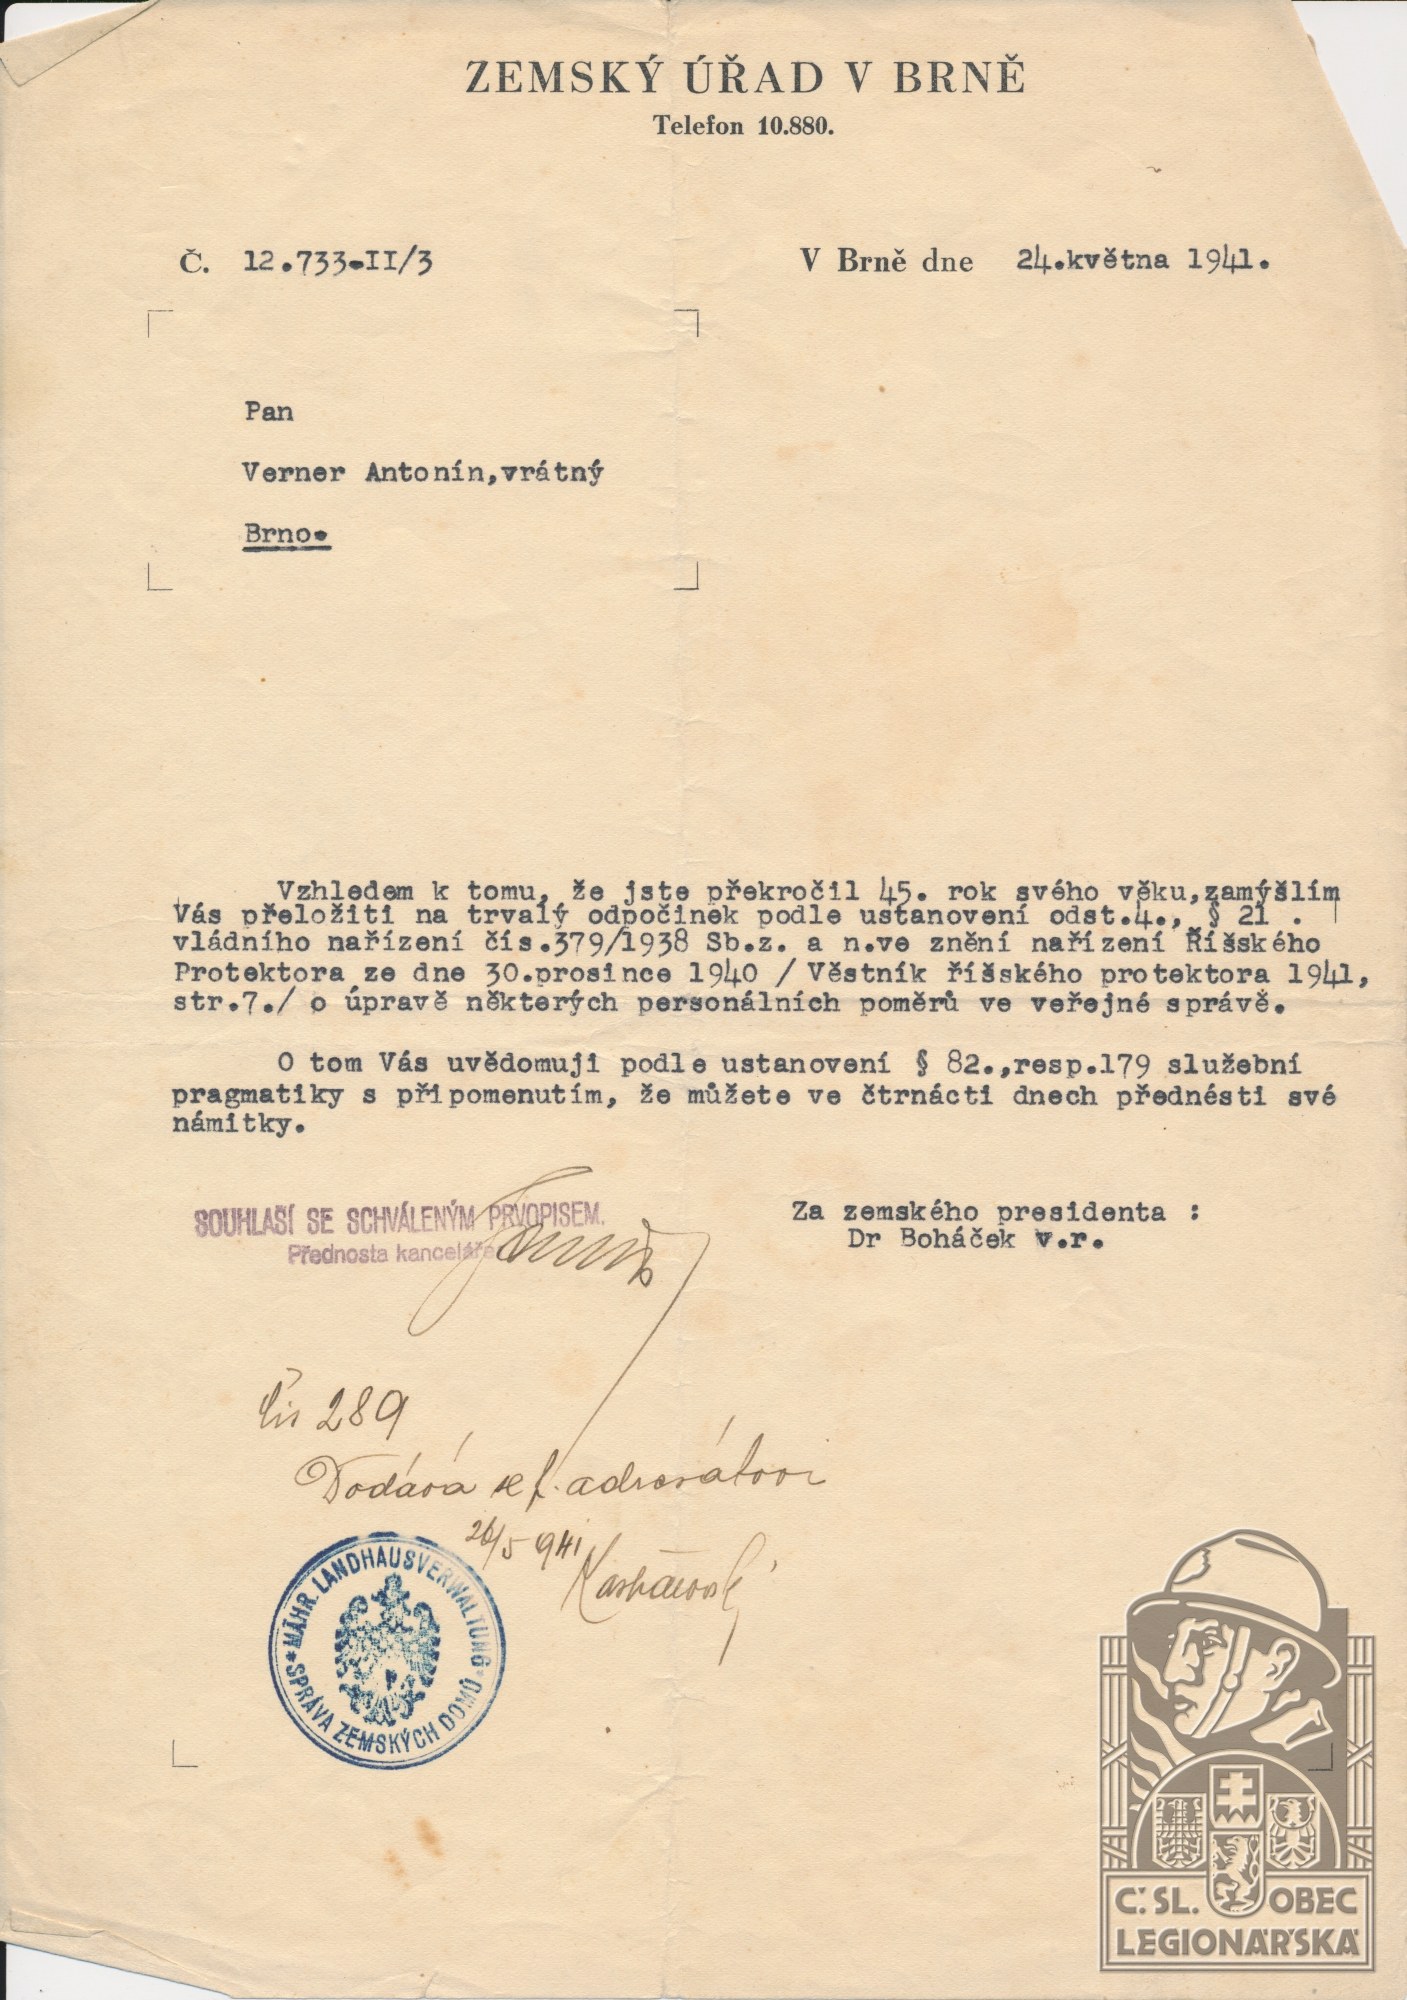 ZEMSKÝ ÚŘAD V BRNĚ
Telefon 10.880.
Č. 12.733-II/3
V Brně dne 24.května 1941.
Pan
Verner Antonín,vrátný
Brno.
Vzhledem k tomu, že jste překročil 45. rok svého věku,zamýšlím
Vás přeložiti na trvalý odpočinek podle ustanovení odst.4., § 21 .
vládního nařízení čís.379/1938 Sb.z. a n.ve znění nařízení Říšského
Protektora ze dne 30.prosince 1940 / Věstník říšského protektora 1941,
str.7./ o úpravě některých personálních poměrů ve veřejné správě.
O tom Vás uvědomuji podle ustanovení § 82.,resp.179 služební
pragmatiky s připomenutím, že můžete ve čtrnácti dnech přednésti své
námitky.
SOUHLASÍ SE SCHVÁLENÝM PRVOPISEM.
Přednosta kanceláře
Za zemského presidenta :
Dr Boháček v.r.
Čís 289
Dodává se p. adresátovi
26/5 941
MÄHR. LANDHAUSVERWALTUNG
SPRÁVA ZEMSKÝCH DOMŮ
Č.SL. OBEC
LEGIONÁŘSKÁ